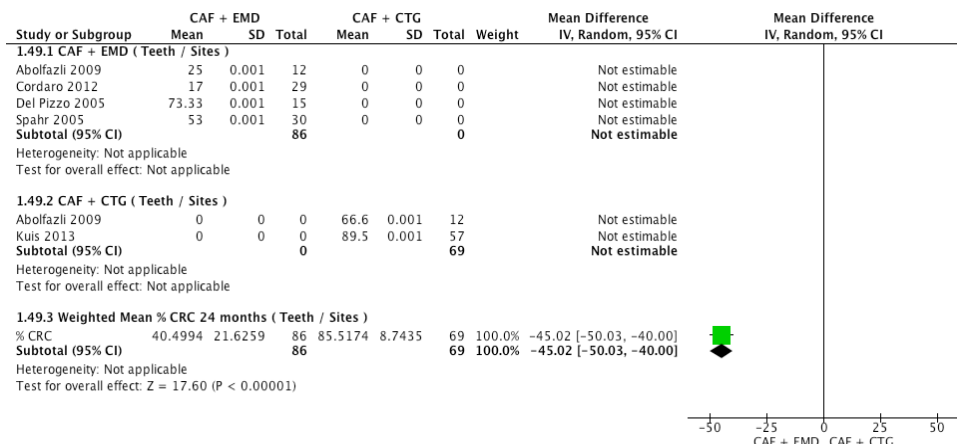 CAF + EMD CAF + CTG Mean Difference Mean Difference
Study or Subgroup Mean SD Total Mean SD Total Weight IV, Random, 95% CI IV, Random, 95% CI
1.49.1 CAF + EMD (Teeth / Sites )
Abolfazli 2009 25 0.001 12 0 0 0 Not estimable
Cordaro 2012 17 0.001 29 0 0 0 Not estimable
Del Pizzo 2005 73.33 0.001 15 0 0 0 Not estimable
Spahr 2005 53 0.001 30 0 0 0 Not estimable
Subtotal (95% CI) 86 0 Not estimable
Heterogeneity: Not applicable
Test for overall effect: Not applicable
1.49.2 CAF + CTG ( Teeth / Sites )
Abolfazli 2009 0 0 0 66.6 0.001 12 Not estimable
Kuis 2013 0 0 0 89.5 0.001 57 Not estimable
Subtotal (95% CI) 0 69 Not estimable
Heterogeneity: Not applicable
Test for overall effect: Not applicable
1.49.3 Weighted Mean % CRC 24 months ( Teeth / Sites )
% CRC 40.4994 21.6259 86 85.5174 8.7435 69 100.0% -45.02 [-50.03, -40.00]
Subtotal (95% CI) 86 69 100.0% -45.02 [-50.03, -40.00]
Heterogeneity: Not applicable
Test for overall effect: Z = 17.60 (P < 0.00001)
-50 -25 0 25 50
CAF + EMD CAF + CTG